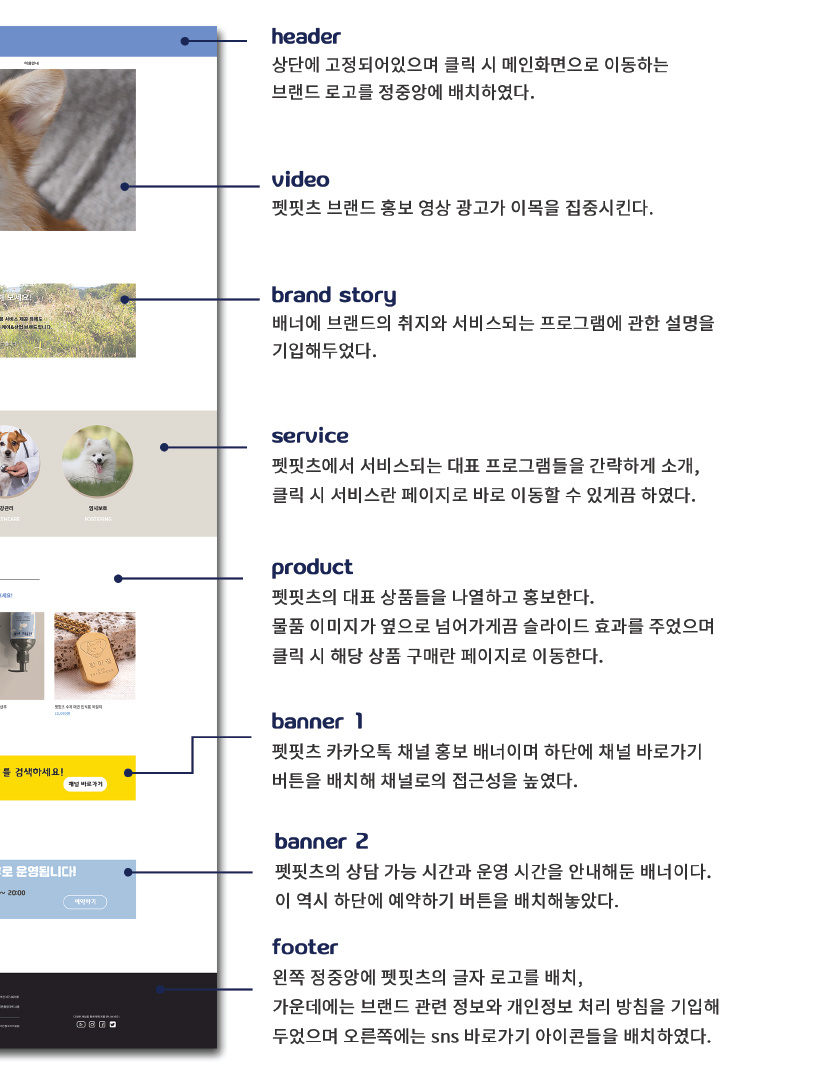 header
상단에 고정되어있으며 클릭 시 메인화면으로 이동하는
브랜드 로고를 정중앙에 배치하였다.
이용안내
video
펫핏츠 브랜드 홍보 영상 광고가 이목을 집중시킨다.
brand story
배너에 브랜드의 취지와 서비스되는 프로그램에 관한 설명을
기입해두었다.
보세요!
service
펫핏츠에서 서비스되는 대표 프로그램들을 간략하게 소개,
클릭 시 서비스란 페이지로 바로 이동할 수 있게끔 하였다.
임시보호
product
펫핏츠의 대표 상품들을 나열하고 홍보한다.
물품 이미지가 옆으로 넘어가게끔 슬라이드 효과를 주었으며
클릭 시 해당 상품 구매란 페이지로 이동한다.
banner 1
펫핏츠 카카오톡 채널 홍보 배너이며 하단에 채널 바로가기
버튼을 배치해 채널로의 접근성을 높였다.
를 검색하세요!
채널 바로가기
banner 2
펫핏츠의 상담 가능 시간과 운영 시간을 안내해둔 배너이다.
이 역시 하단에 예약하기 버튼을 배치해놓았다.
로 운영됩니다!
~ 20:00
예약하기
footer
왼쪽 정중앙에 펫핏츠의 글자 로고를 배치,
가운데에는 브랜드 관련 정보와 개인정보 처리 방침을 기입해
두었으며 오른쪽에는 sns 바로가기 아이콘들을 배치하였다.